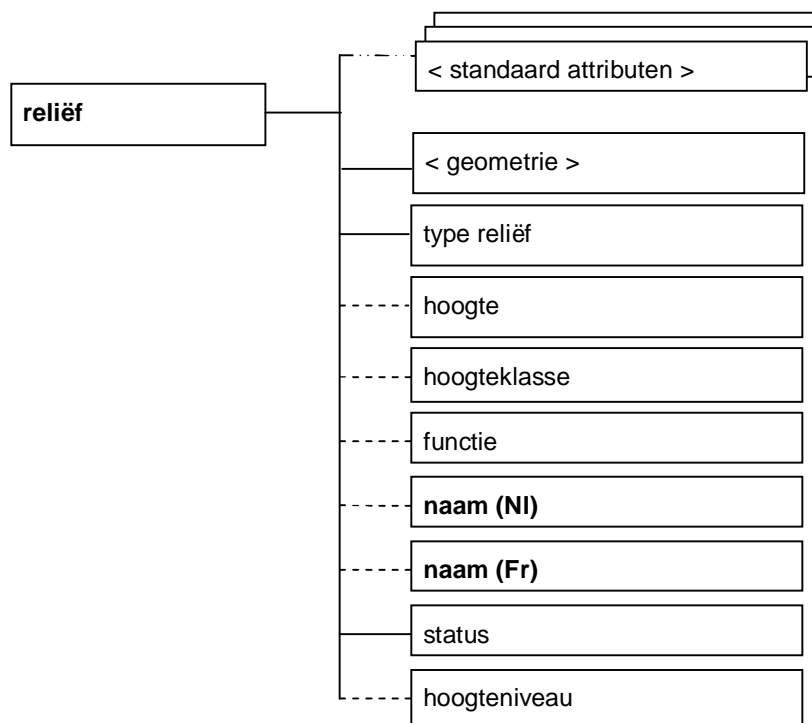 < standaard attributen >
reliëf
< geometrie >
type reliëf
hoogte
hoogteklasse
functie
naam (Nl)
naam (Fr)
status
hoogteniveau